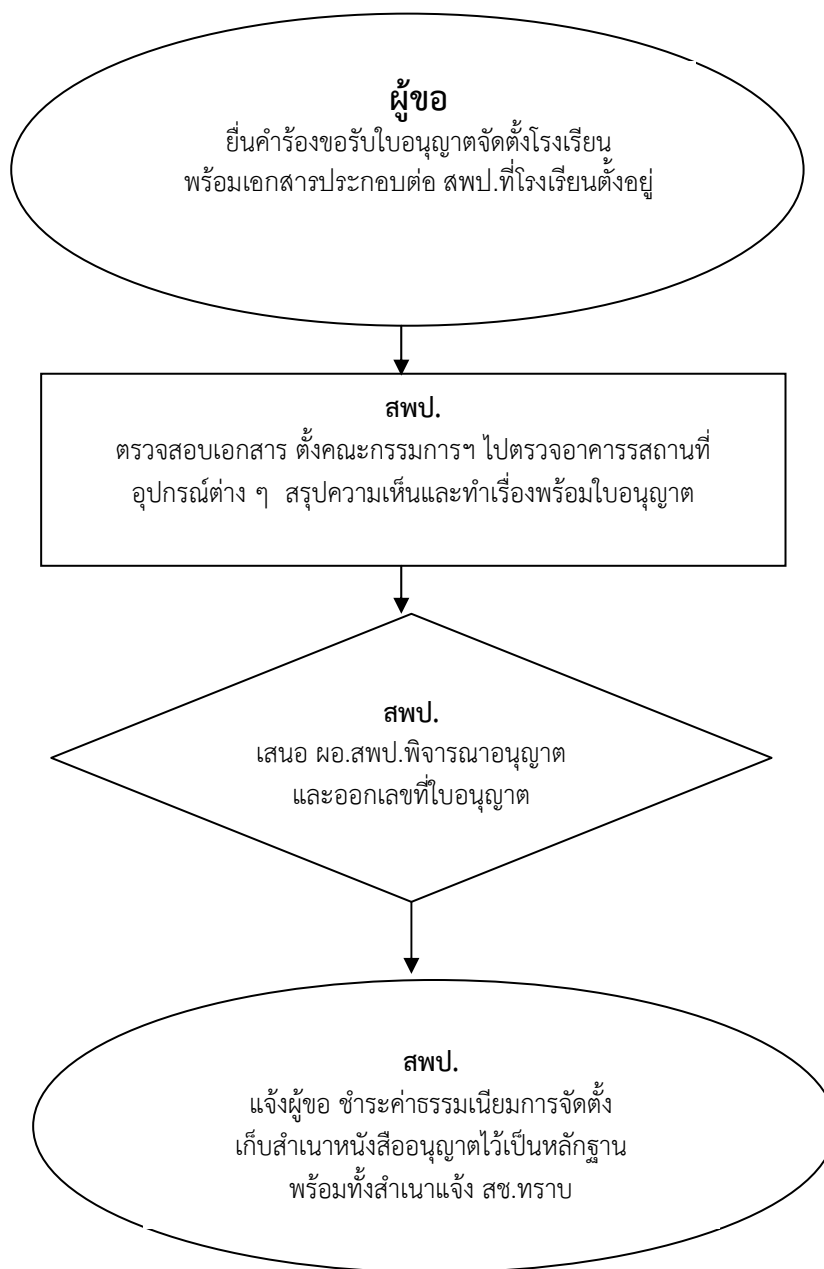 ผู้ขอ
ยื่นคำร้องขอรับใบอนุญาตจัดตั้งโรงเรียน
พร้อมเอกสารประกอบต่อ สพป.ที่โรงเรียนตั้งอยู่
สพป.
ตรวจสอบเอกสาร ตั้งคณะกรรมการฯ ไปตรวจอาคารรสถานที่
อุปกรณ์ต่าง ๆ สรุปความเห็นและทำเรื่องพร้อมใบอนุญาต
สพป.
เสนอ ผอ.สพป.พิจารณาอนุญาต
และออกเลขที่ใบอนุญาต
สพป.
แจ้งผู้ขอ ชำระค่าธรรมเนียมการจัดตั้ง
เก็บสำเนาหนังสืออนุญาตไว้เป็นหลักฐาน
พร้อมทั้งสำเนาแจ้ง สช.ทราบ